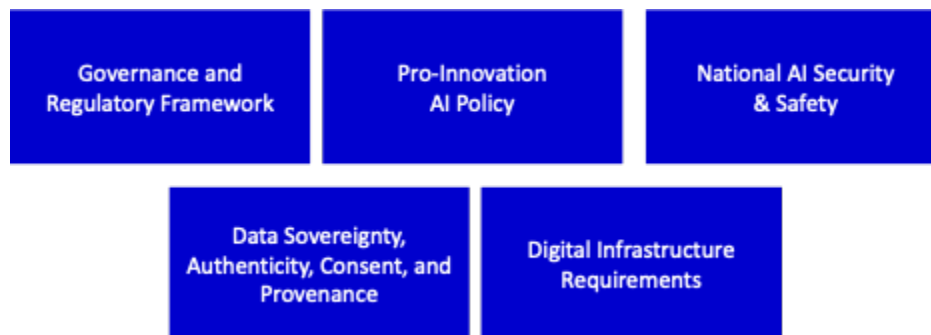 Governance and
Regulatory Framework
Pro-Innovation
AI Policy
National AI Security
& Safety
Data Sovereignty,
Authenticity, Consent, and
Provenance
Digital Infrastructure
Requirements